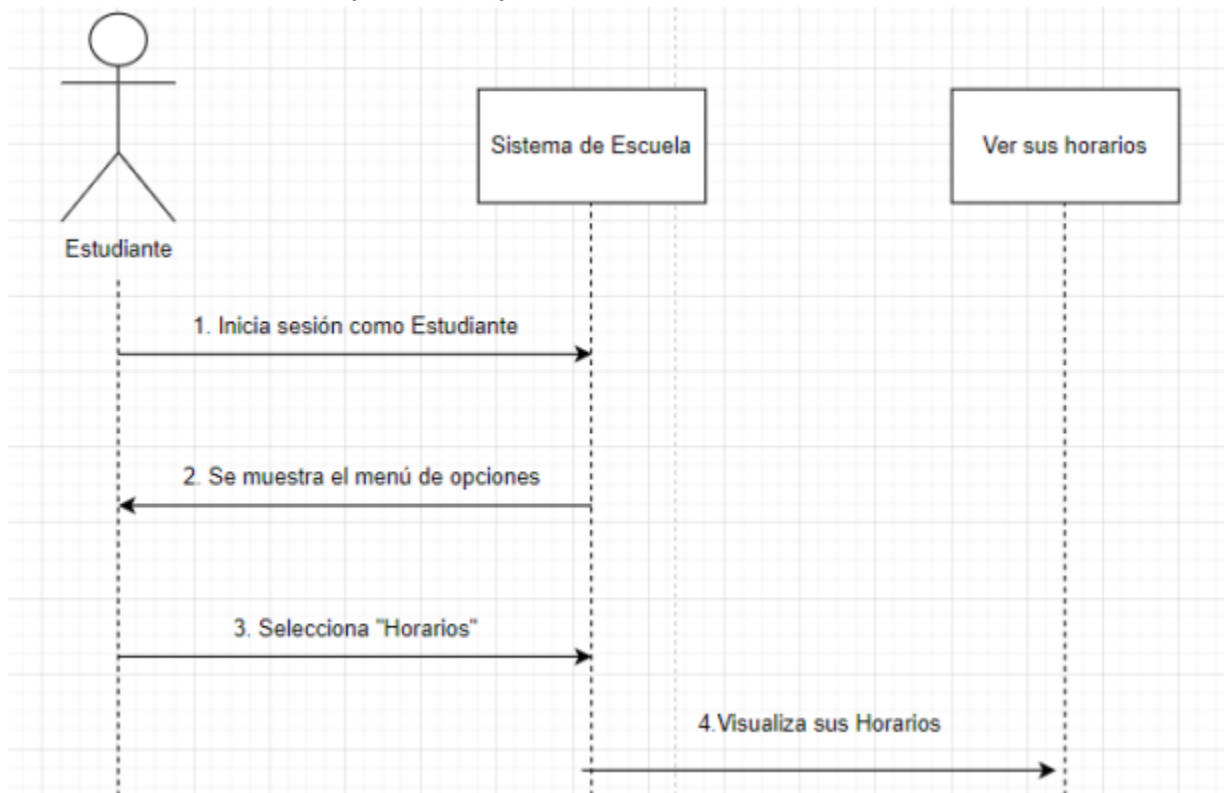 Sistema de Escuela
Ver sus horarios
Estudiante
1. Inicia sesión como Estudiante
2. Se muestra el menú de opciones
3. Selecciona "Horarios"
4.Visualiza sus Horarios